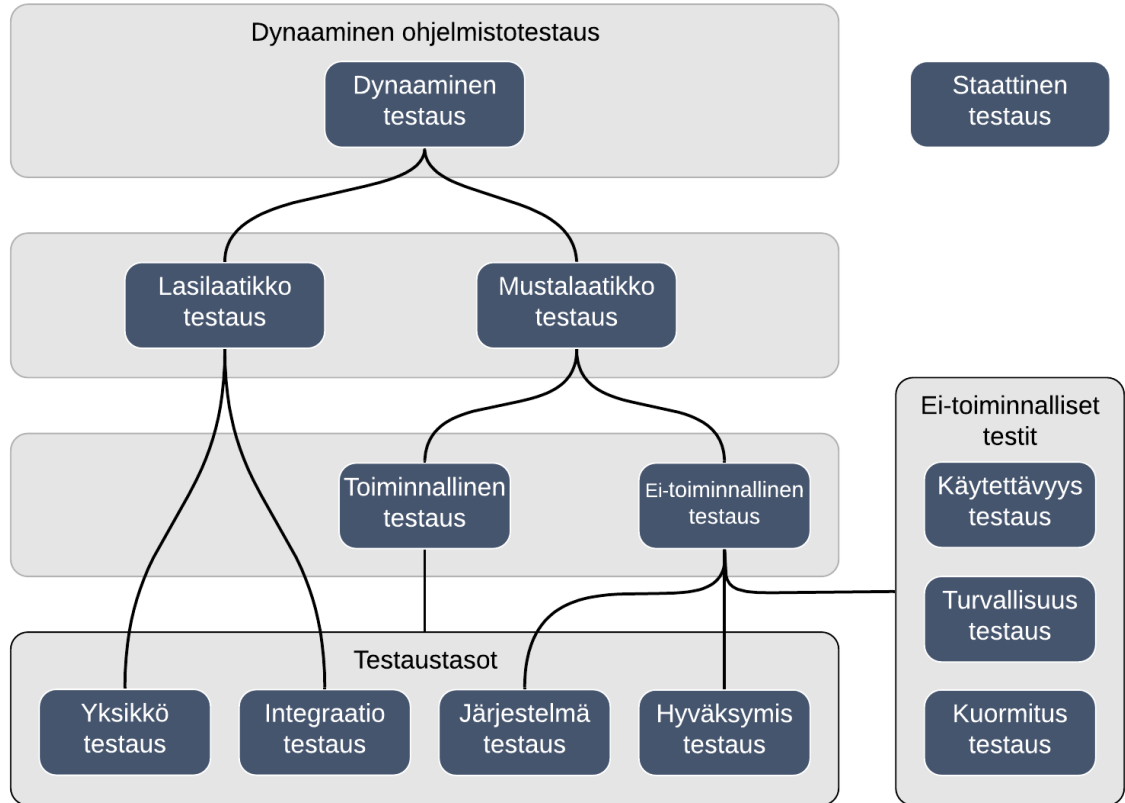 Dynaaminen ohjelmistotestaus
Dynaaminen
testaus
Staattinen
testaus
Lasilaatikko
testaus
Mustalaatikko
testaus
Toiminnallinen
testaus
Ei-toiminnallinen
testaus
Ei-toiminnalliset
testit
Käytettävyys
testaus
Turvallisuus
testaus
Kuormitus
testaus
Testaustasot
Yksikkö
testaus
Integraatio
testaus
Järjestelmä
testaus
Hyväksymis
testaus